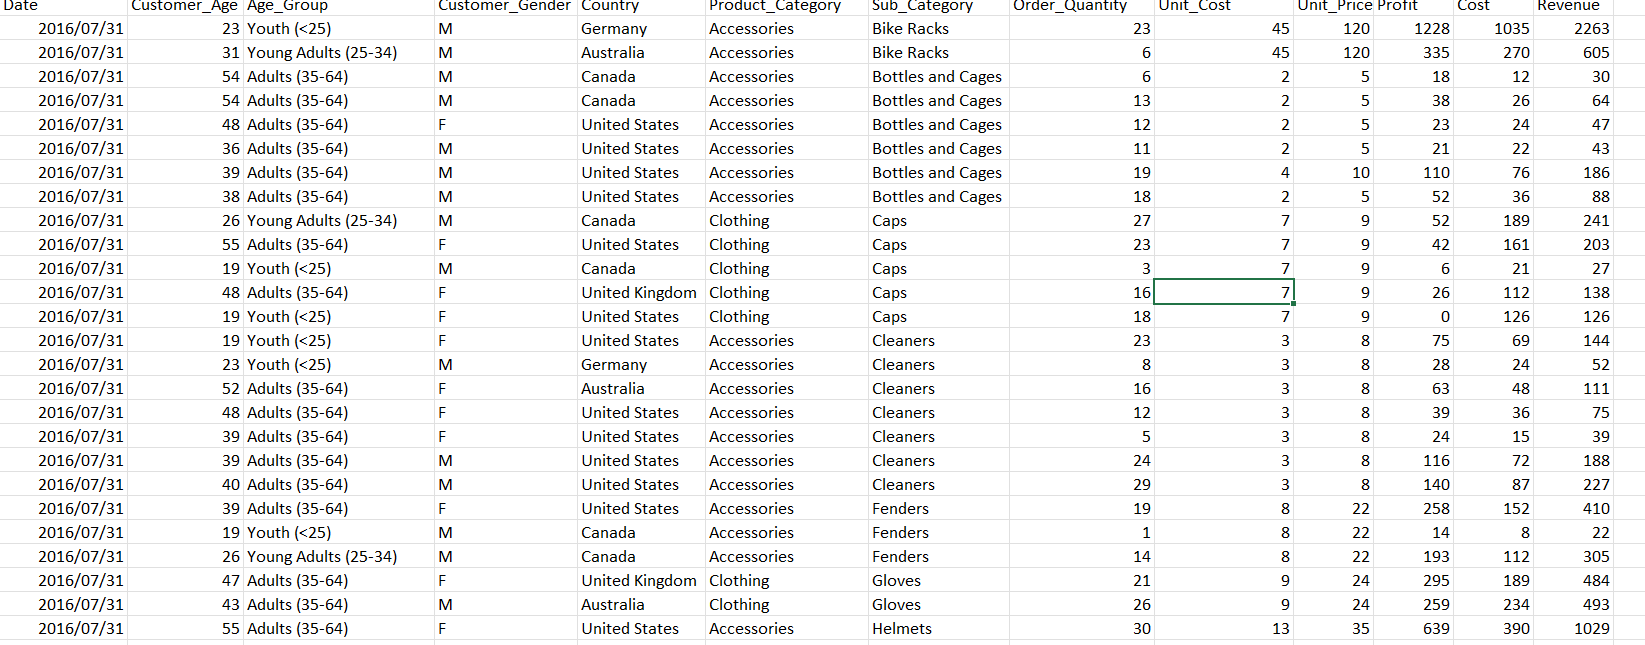 Date Customer_Age Age_Group Customer_Gender Country Product_Category Sub_Category Order_Quantity Unit_Cost Unit_Price Profit Cost Revenue
2016/07/31 23 Youth (<25) M Germany Accessories Bike Racks 23 45 120 1228 1035 2263
2016/07/31 31 Young Adults (25-34) M Australia Accessories Bike Racks 6 45 120 335 270 605
2016/07/31 54 Adults (35-64) M Canada Accessories Bottles and Cages 6 2 5 18 12 30
2016/07/31 54 Adults (35-64) M Canada Accessories Bottles and Cages 13 2 5 38 26 64
2016/07/31 48 Adults (35-64) F United States Accessories Bottles and Cages 12 2 5 23 24 47
2016/07/31 36 Adults (35-64) M United States Accessories Bottles and Cages 11 2 5 21 22 43
2016/07/31 39 Adults (35-64) M United States Accessories Bottles and Cages 19 4 10 110 76 186
2016/07/31 38 Adults (35-64) M United States Accessories Bottles and Cages 18 2 5 52 36 88
2016/07/31 26 Young Adults (25-34) M Canada Clothing Caps 27 7 9 52 189 241
2016/07/31 55 Adults (35-64) F United States Clothing Caps 23 7 9 42 161 203
2016/07/31 19 Youth (<25) M Canada Clothing Caps 3 7 9 6 21 27
2016/07/31 48 Adults (35-64) F United Kingdom Clothing Caps 16 7 9 26 112 138
2016/07/31 19 Youth (<25) F United States Clothing Caps 18 7 9 0 126 126
2016/07/31 19 Youth (<25) F United States Accessories Cleaners 23 3 8 75 69 144
2016/07/31 23 Youth (<25) M Germany Accessories Cleaners 8 3 8 28 24 52
2016/07/31 52 Adults (35-64) F Australia Accessories Cleaners 16 3 8 63 48 111
2016/07/31 48 Adults (35-64) F United States Accessories Cleaners 12 3 8 39 36 75
2016/07/31 39 Adults (35-64) F United States Accessories Cleaners 5 3 8 24 15 39
2016/07/31 39 Adults (35-64) M United States Accessories Cleaners 24 3 8 116 72 188
2016/07/31 40 Adults (35-64) M United States Accessories Cleaners 29 3 8 140 87 227
2016/07/31 39 Adults (35-64) F United States Accessories Fenders 19 8 22 258 152 410
2016/07/31 19 Youth (<25) M Canada Accessories Fenders 1 8 22 14 8 22
2016/07/31 26 Young Adults (25-34) M Canada Accessories Fenders 14 8 22 193 112 305
2016/07/31 47 Adults (35-64) F United Kingdom Clothing Gloves 21 9 24 295 189 484
2016/07/31 43 Adults (35-64) M Australia Clothing Gloves 26 9 24 259 234 493
2016/07/31 55 Adults (35-64) F United States Accessories Helmets 30 13 35 639 390 1029